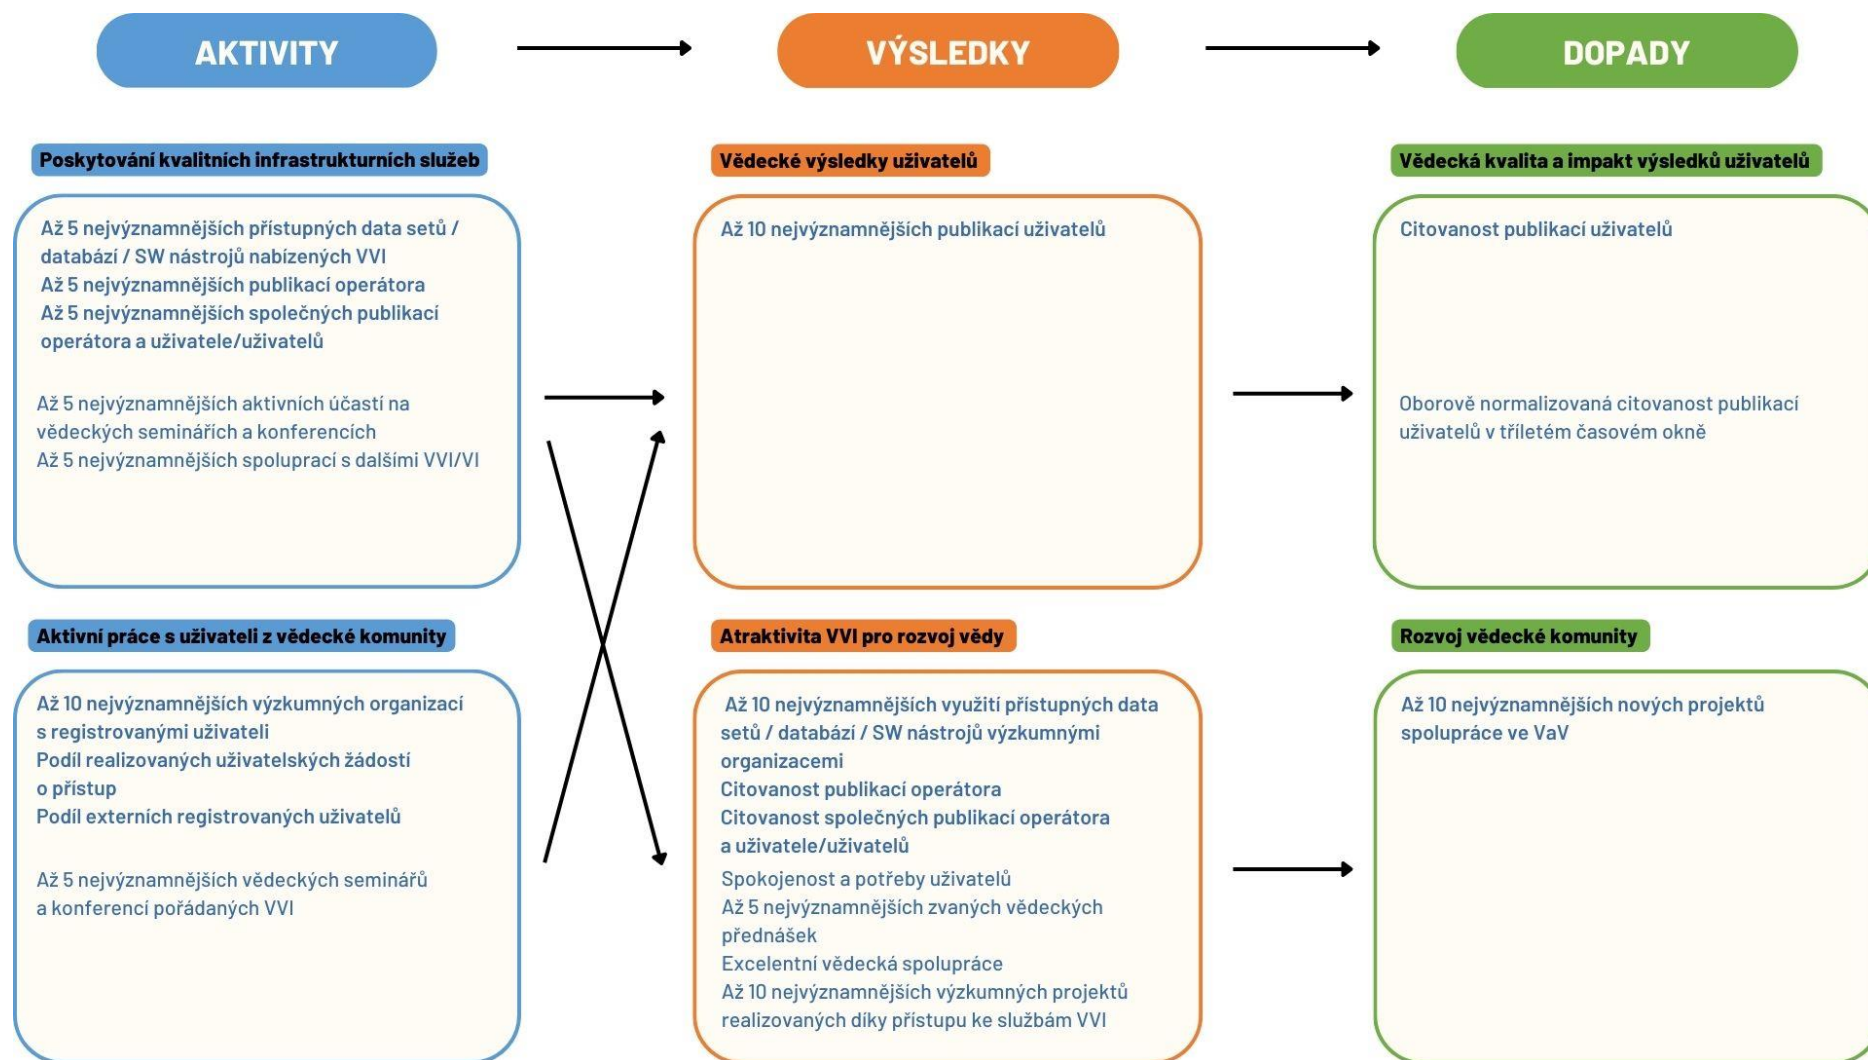 AKTIVITY
VÝSLEDKY
DOPADY
Poskytování kvalitních infrastrukturních služeb
Až 5 nejvýznamnějších přístupných data setů /
databází / SW nástrojů nabízených VVI
Až 5 nejvýznamnějších publikací operátora
Až 5 nejvýznamnějších společných publikací
operátora a uživatele/uživatelů
Až 5 nejvýznamnějších aktivních účastí na
vědeckých seminářích a konferencích
Až 5 nejvýznamnějších spoluprací s dalšími VVI/VI
Vědecké výsledky uživatelů
Až 10 nejvýznamnějších publikací uživatelů
Vědecká kvalita a impakt výsledků uživatelů
Citovanost publikací uživatelů
Oborově normalizovaná citovanost publikací
uživatelů v tříletém časovém okně
Aktivní práce s uživateli z vědecké komunity
Až 10 nejvýznamnějších výzkumných organizací
s registrovanými uživateli
Podíl realizovaných uživatelských žádostí
o přístup
Podíl externích registrovaných uživatelů
Až 5 nejvýznamnějších vědeckých seminářů
a konferencí pořádaných VVI
Atraktivita VVI pro rozvoj vědy
Až 10 nejvýznamnějších využití přístupných data
setů / databází / SW nástrojů výzkumnými
organizacemi
Citovanost publikací operátora
Citovanost společných publikací operátora
a uživatele/uživatelů
Spokojenost a potřeby uživatelů
Až 5 nejvýznamnějších zvaných vědeckých
přednášek
Excelentní vědecká spolupráce
Až 10 nejvýznamnějších výzkumných projektů
realizovaných díky přístupu ke službám VVI
Rozvoj vědecké komunity
Až 10 nejvýznamnějších nových projektů
spolupráce ve VaV